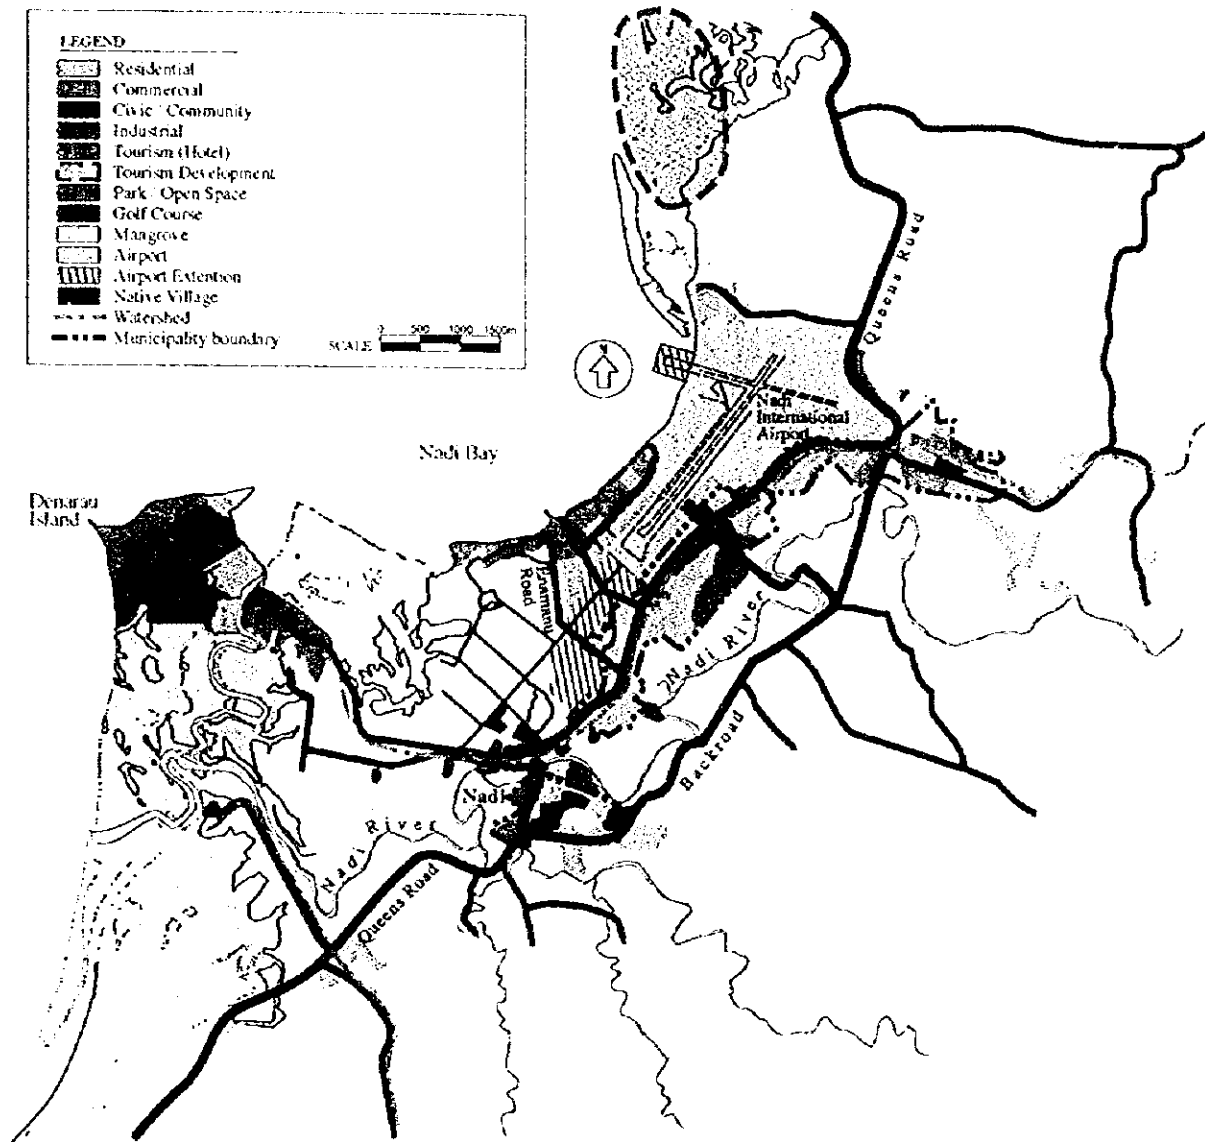 LEGEND
Residential
Commercial
Civic / Community
Industrial
Tourism (Hotel)
Tourism Development
Park / Open Space
Golf Course
Mangrove
Airport
Airport Extention
Native Village
Watershed
Municipality boundary
SCALE 0 500 1000 1500m
N
Queens Road
Nadi
International
Airport
Nadi Bay
Denarau
Island
Enamanu
Road
Nadi River
Backroad
Nadi
Nadi River
Queens Road